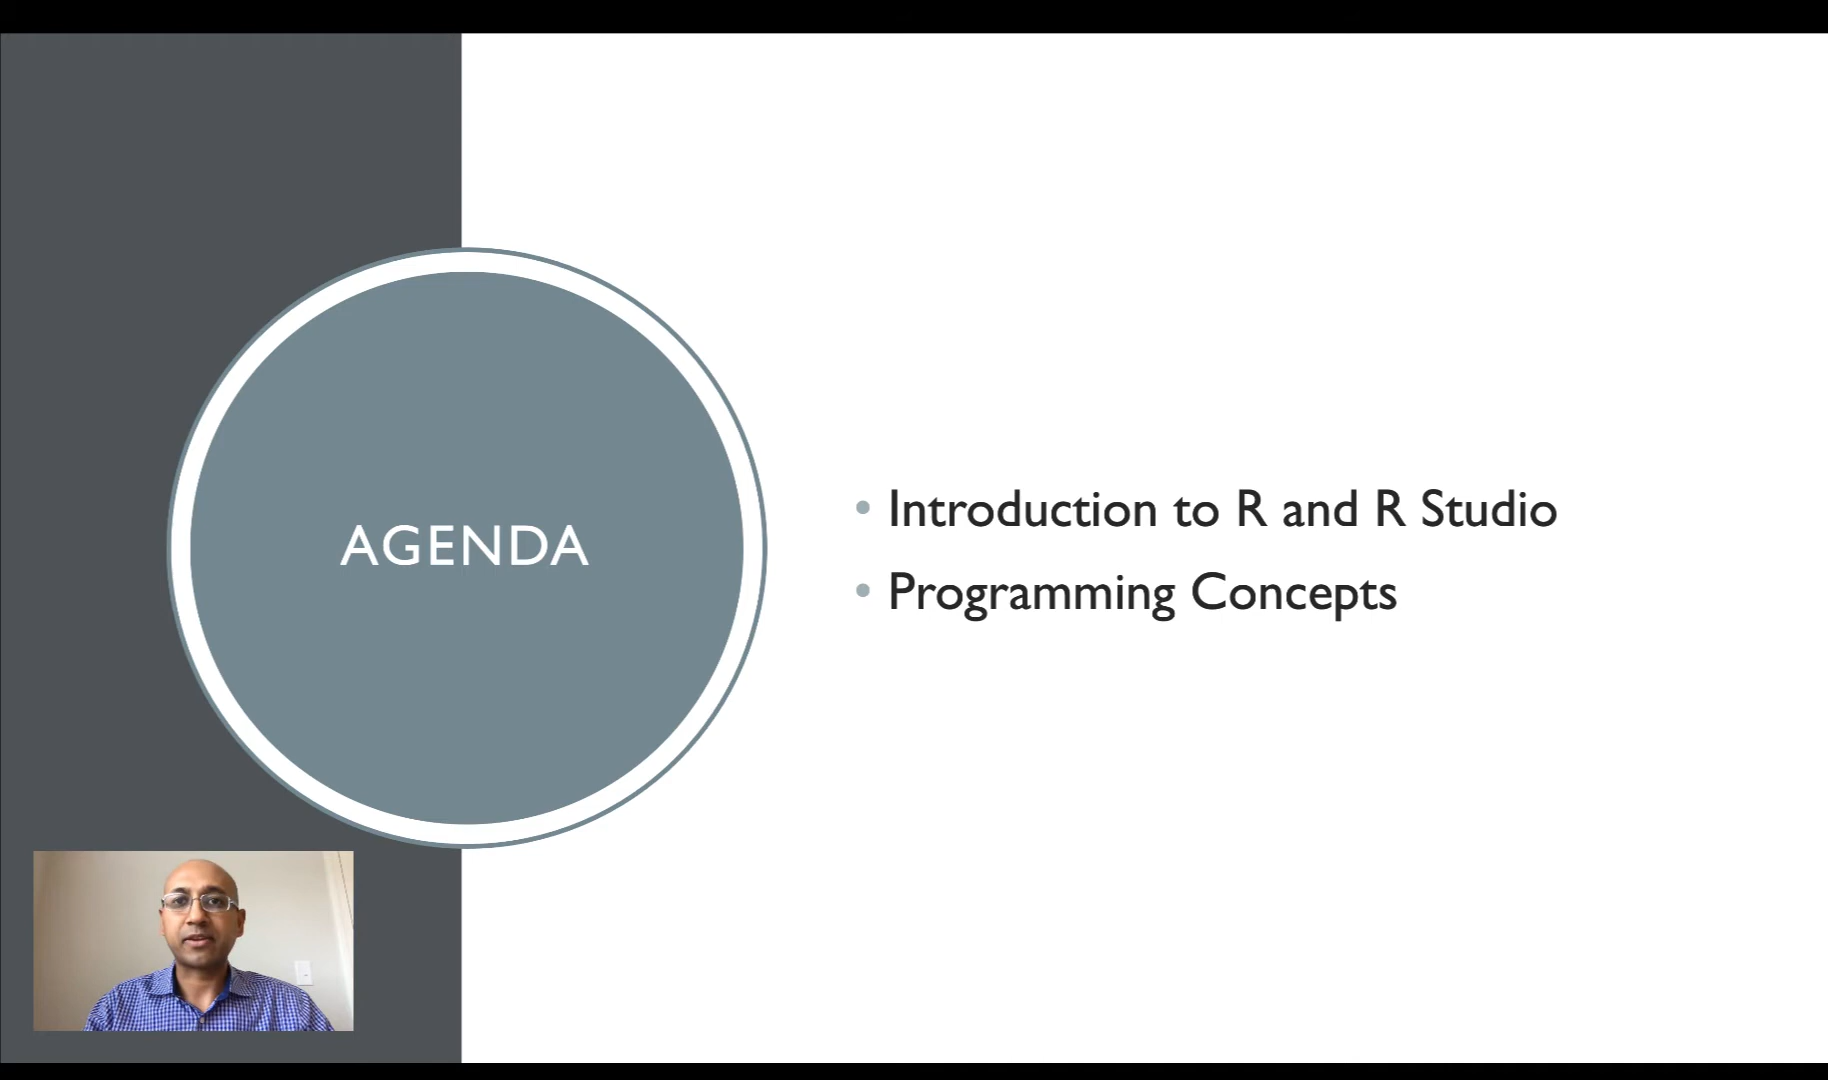 AGENDA
• Introduction to R and R Studio
• Programming Concepts